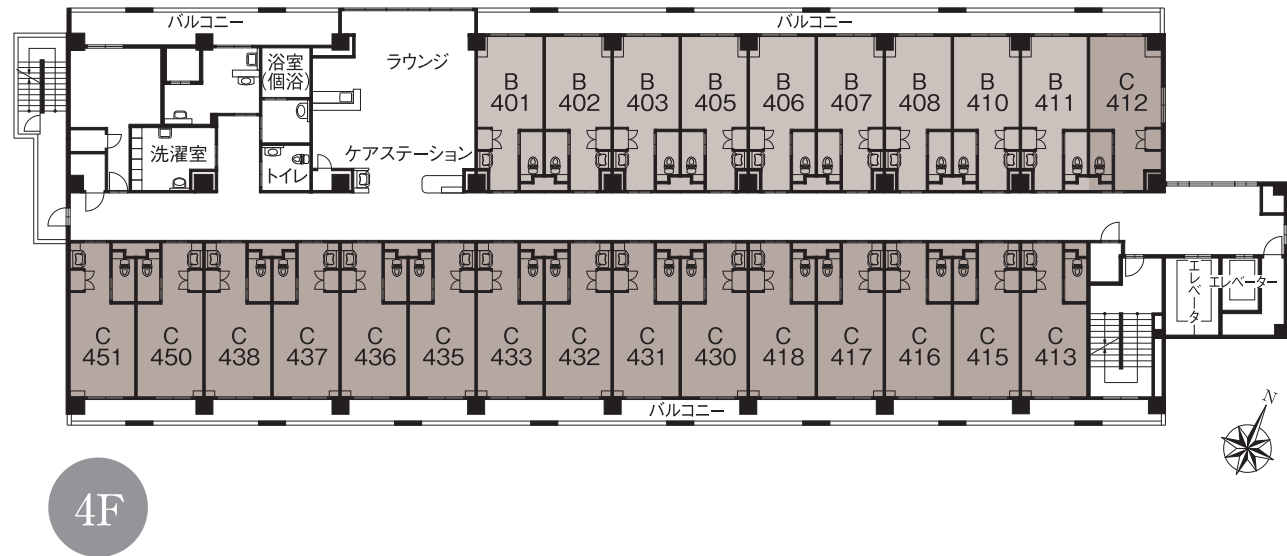 バルコニー
バルコニー
浴室
(個浴)
ラウンジ
B
401
B
402
B
403
B
405
B
406
B
407
B
408
B
410
B
411
C
412
洗濯室
トイレ
ケアステーション
C
451
C
450
C
438
C
437
C
436
C
435
C
433
C
432
C
431
C
430
C
418
C
417
C
416
C
415
C
413
エレベーター
エレベーター
バルコニー
N
4F